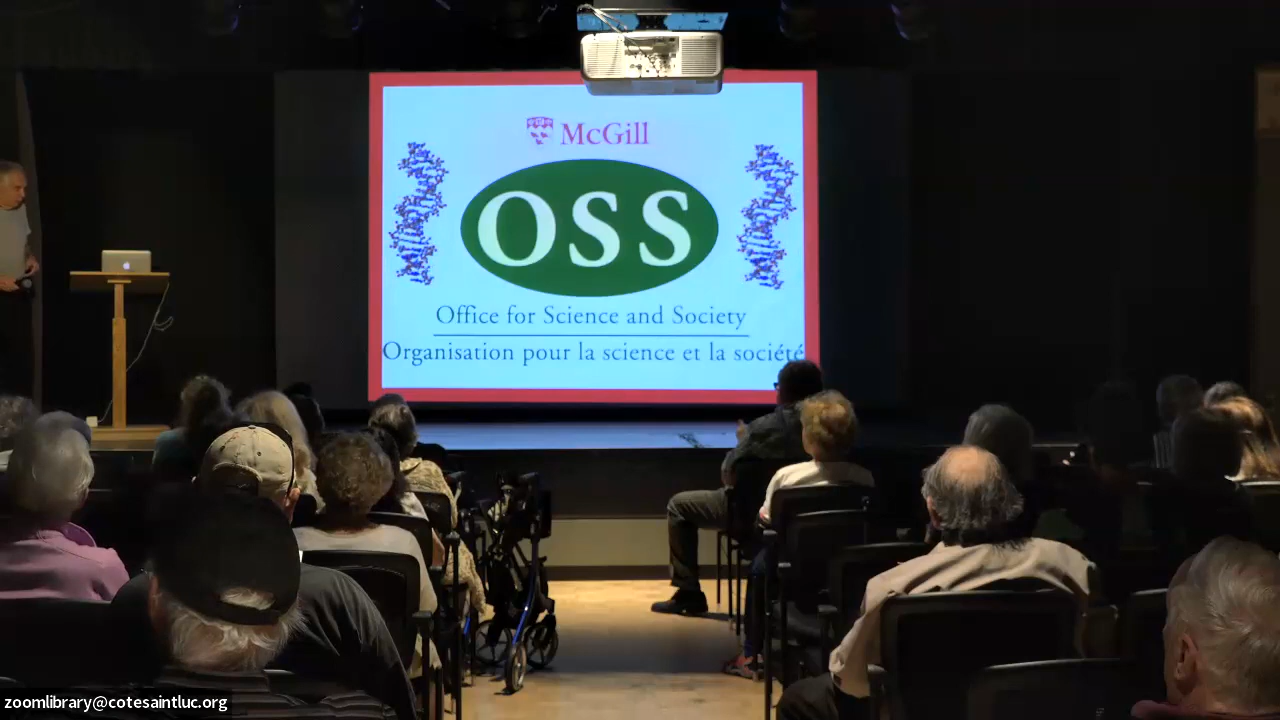 McGill
OSS
Office for Science and Society
Organisation pour la science et la société
zoomlibrary@cotesaintluc.org